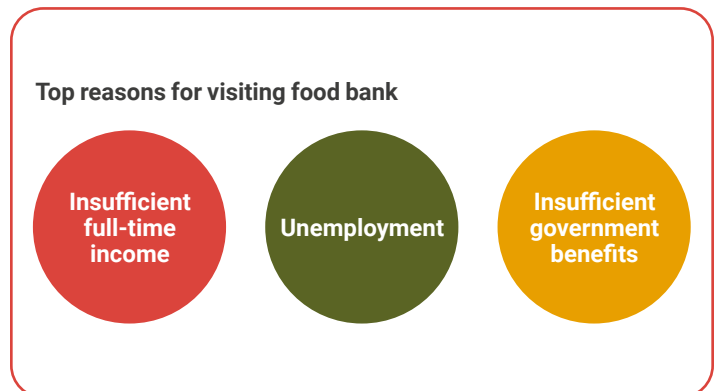 Top reasons for visiting food bank
Insufficient
full-time
income
Unemployment
Insufficient
government
benefits